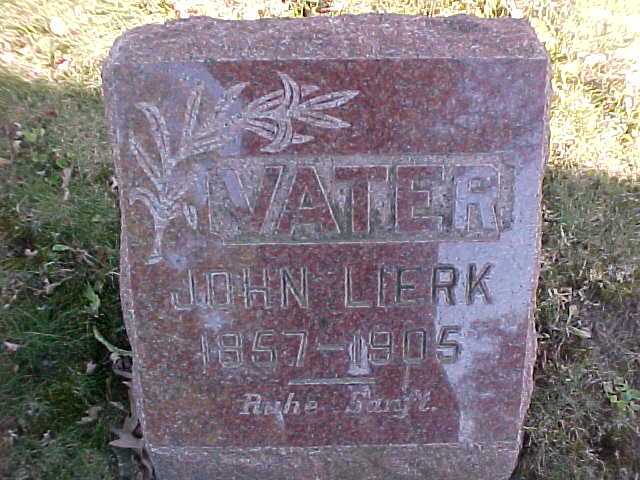 VATER
JOHN LIERK
1857-1905
Ruhe Sanft.